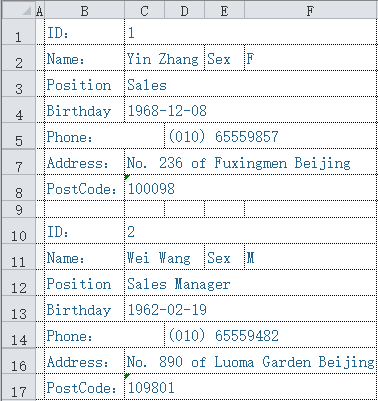 A B C D E F
1 ID: 1
2 Name: Yin Zhang Sex F
3 Position Sales
4 Birthday 1968-12-08
5 Phone: (010) 65559857
7 Address: No. 236 of Fuxingmen Beijing
8 PostCode: 100098
9
10 ID: 2
11 Name: Wei Wang Sex M
12 Position Sales Manager
13 Birthday 1962-02-19
14 Phone: (010) 65559482
16 Address: No. 890 of Luoma Garden Beijing
17 PostCode: 109801